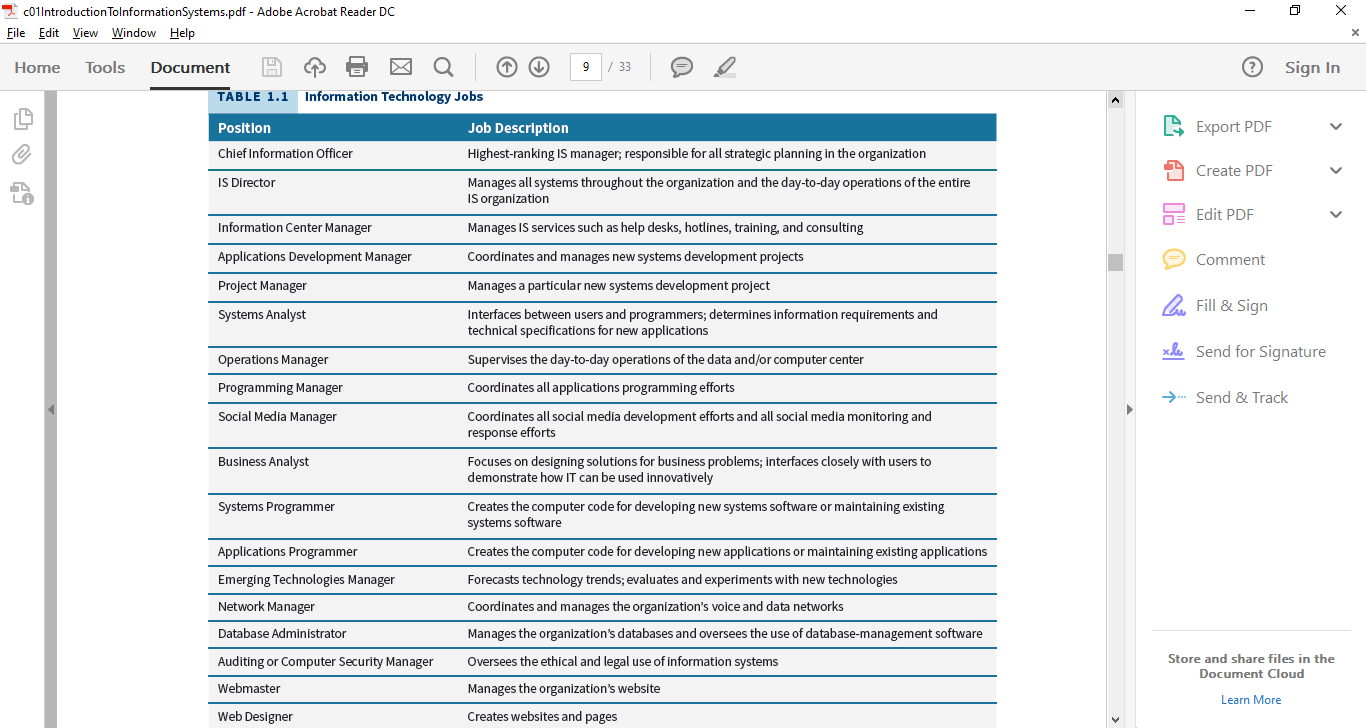 c01IntroductionToInformationSystems.pdf - Adobe Acrobat Reader DC
File Edit View Window Help
Home Tools Document 9 / 33 Sign In
TABLE 1.1 Information Technology Jobs
Position Job Description
Chief Information Officer Highest-ranking IS manager; responsible for all strategic planning in the organization
IS Director Manages all systems throughout the organization and the day-to-day operations of the entire
IS organization
Information Center Manager Manages IS services such as help desks, hotlines, training, and consulting
Applications Development Manager Coordinates and manages new systems development projects
Project Manager Manages a particular new systems development project
Systems Analyst Interfaces between users and programmers; determines information requirements and
technical specifications for new applications
Operations Manager Supervises the day-to-day operations of the data and/or computer center
Programming Manager Coordinates all applications programming efforts
Social Media Manager Coordinates all social media development efforts and all social media monitoring and
response efforts
Business Analyst Focuses on designing solutions for business problems; interfaces closely with users to
demonstrate how IT can be used innovatively
Systems Programmer Creates the computer code for developing new systems software or maintaining existing
systems software
Applications Programmer Creates the computer code for developing new applications or maintaining existing applications
Emerging Technologies Manager Forecasts technology trends; evaluates and experiments with new technologies
Network Manager Coordinates and manages the organization’s voice and data networks
Database Administrator Manages the organization’s databases and oversees the use of database-management software
Auditing or Computer Security Manager Oversees the ethical and legal use of information systems
Webmaster Manages the organization’s website
Web Designer Creates websites and pages
Export PDF
Create PDF
Edit PDF
Comment
Fill & Sign
Send for Signature
Send & Track
Store and share files in the
Document Cloud
Learn More